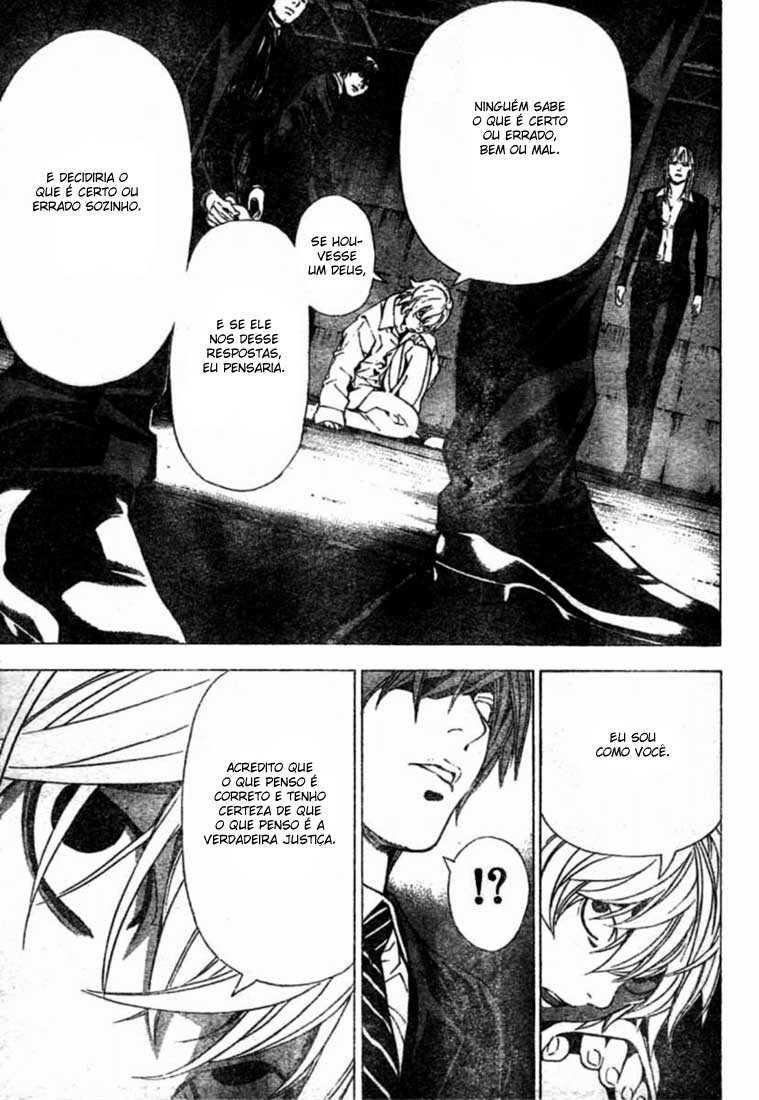 NINGUÉM SABE
O QUE É CERTO
OU ERRADO,
BEM OU MAL.
SE HOU-
VESSE
UM DEUS,
E SE ELE
NOS DESSE
RESPOSTAS,
EU PENSARIA.
E DECIDIRIA O
QUE É CERTO OU
ERRADO SOZINHO.
EU SOU
COMO VOCÊ.
!?
ACREDITO QUE
O QUE PENSO É
CORRETO E TENHO
CERTEZA DE QUE
O QUE PENSO É A
VERDADEIRA JUSTIÇA.